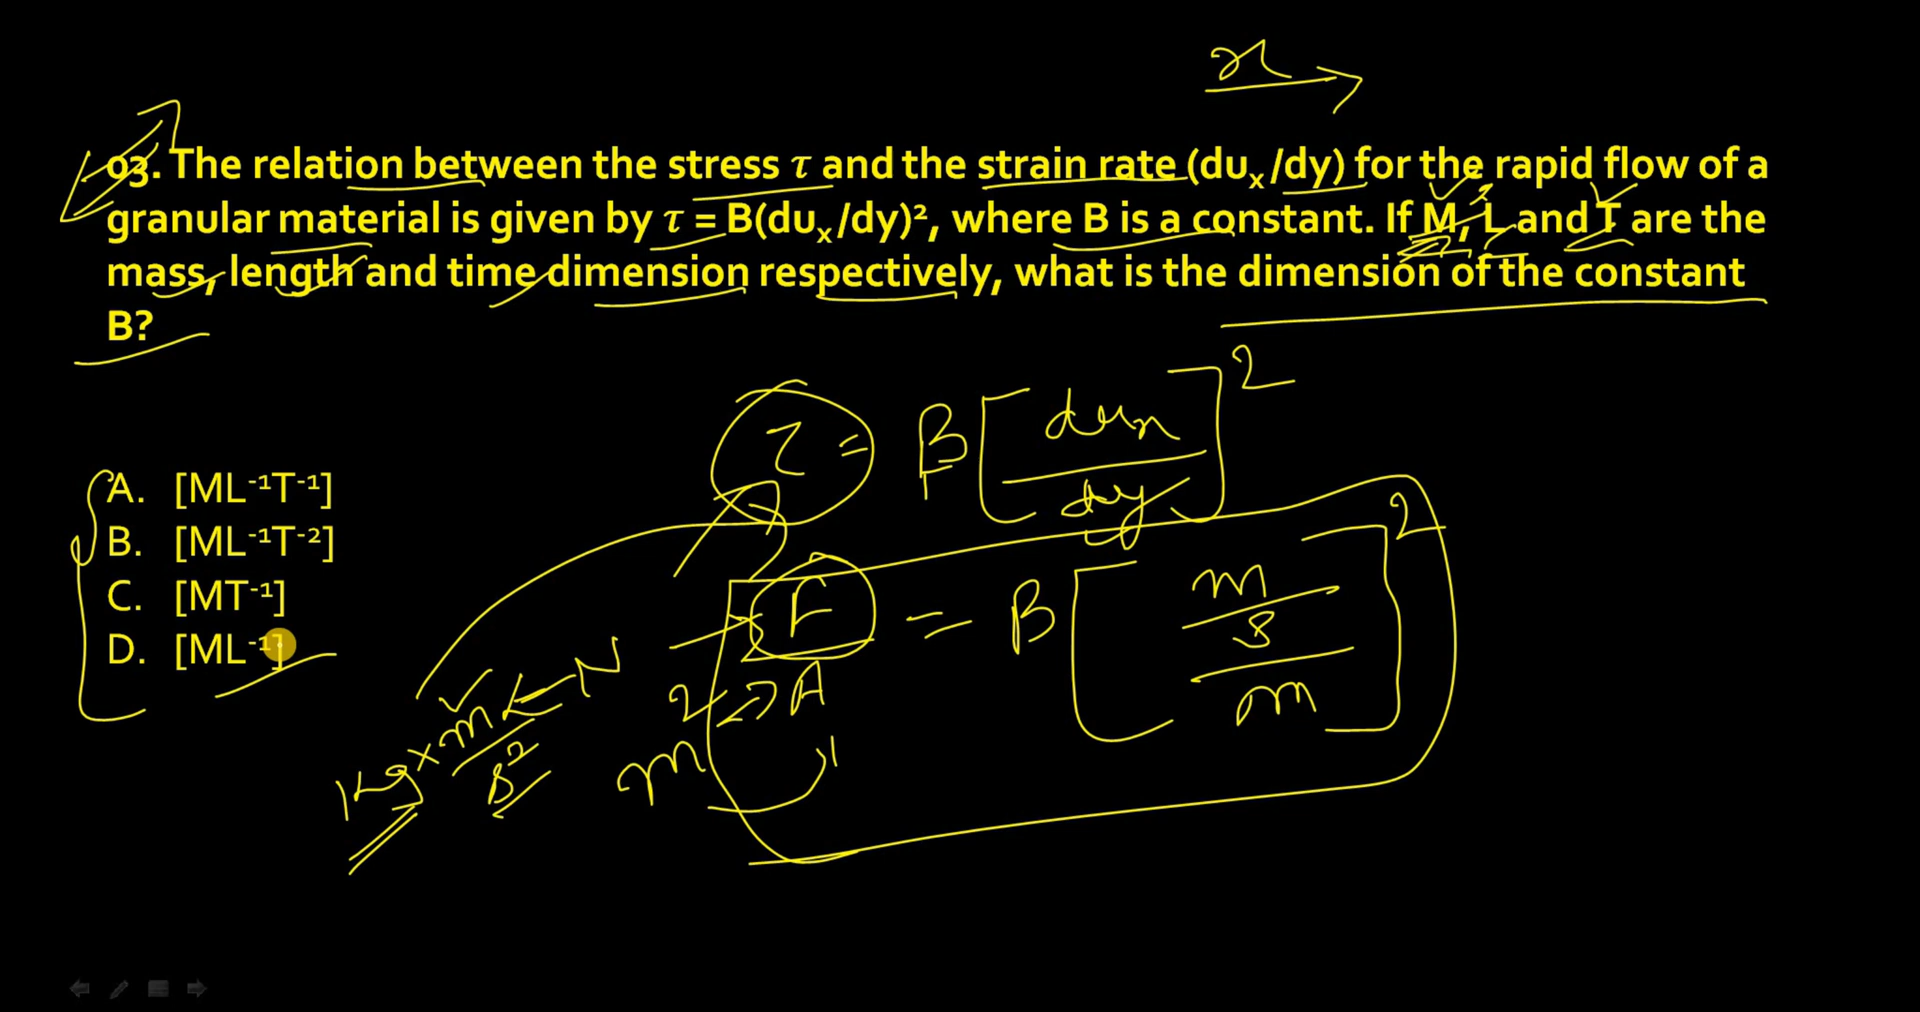 x
03. The relation between the stress τ and the strain rate (duₓ/dy) for the rapid flow of a
granular material is given by τ = B(duₓ/dy)², where B is a constant. If M, L and T are the
mass, length and time dimension respectively, what is the dimension of the constant
B?
τ = B [duₓ/dy]²
A. [ML⁻¹T⁻¹]
B. [ML⁻¹T⁻²]
C. [MT⁻¹]
D. [ML⁻¹]
F/A = B [m/s/m]²
N
m²
Kg × m/s²